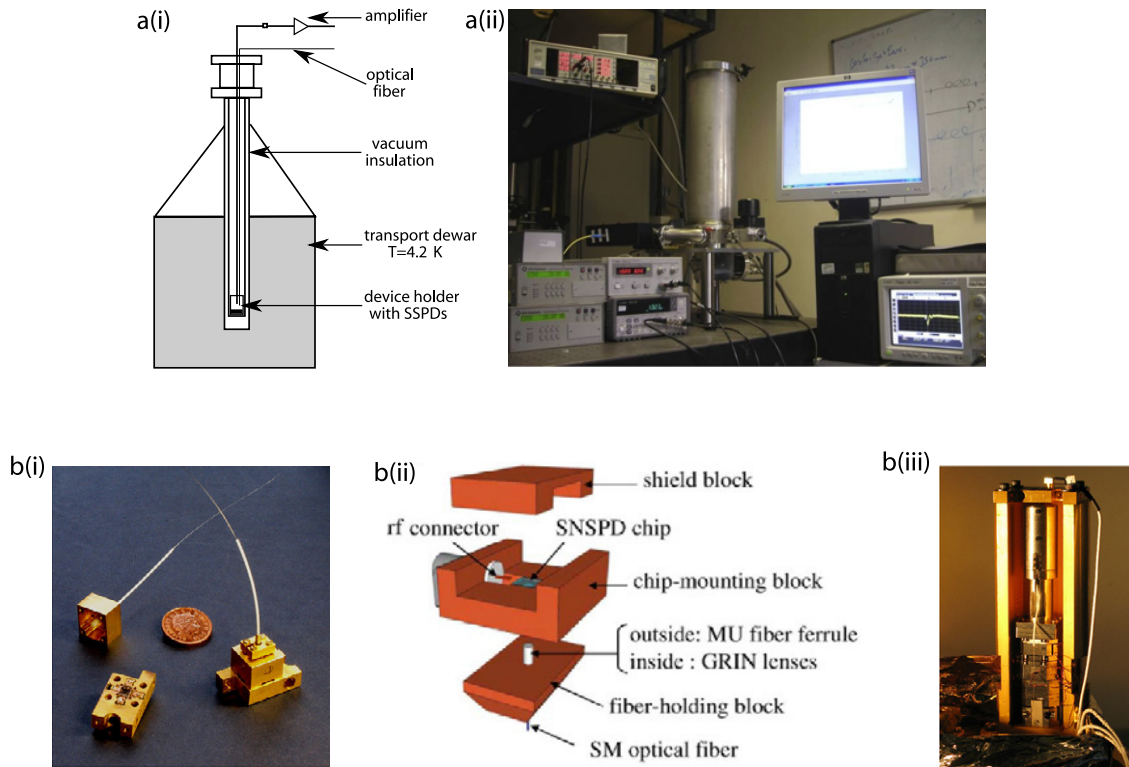 a(i)
amplifier
optical
fiber
vacuum
insulation
transport dewar
T=4.2 K
device holder
with SSPDs
a(ii)
b(i)
b(ii)
shield block
rf connector
SNSPD chip
chip-mounting block
outside: MU fiber ferrule
inside : GRIN lenses
fiber-holding block
SM optical fiber
b(iii)